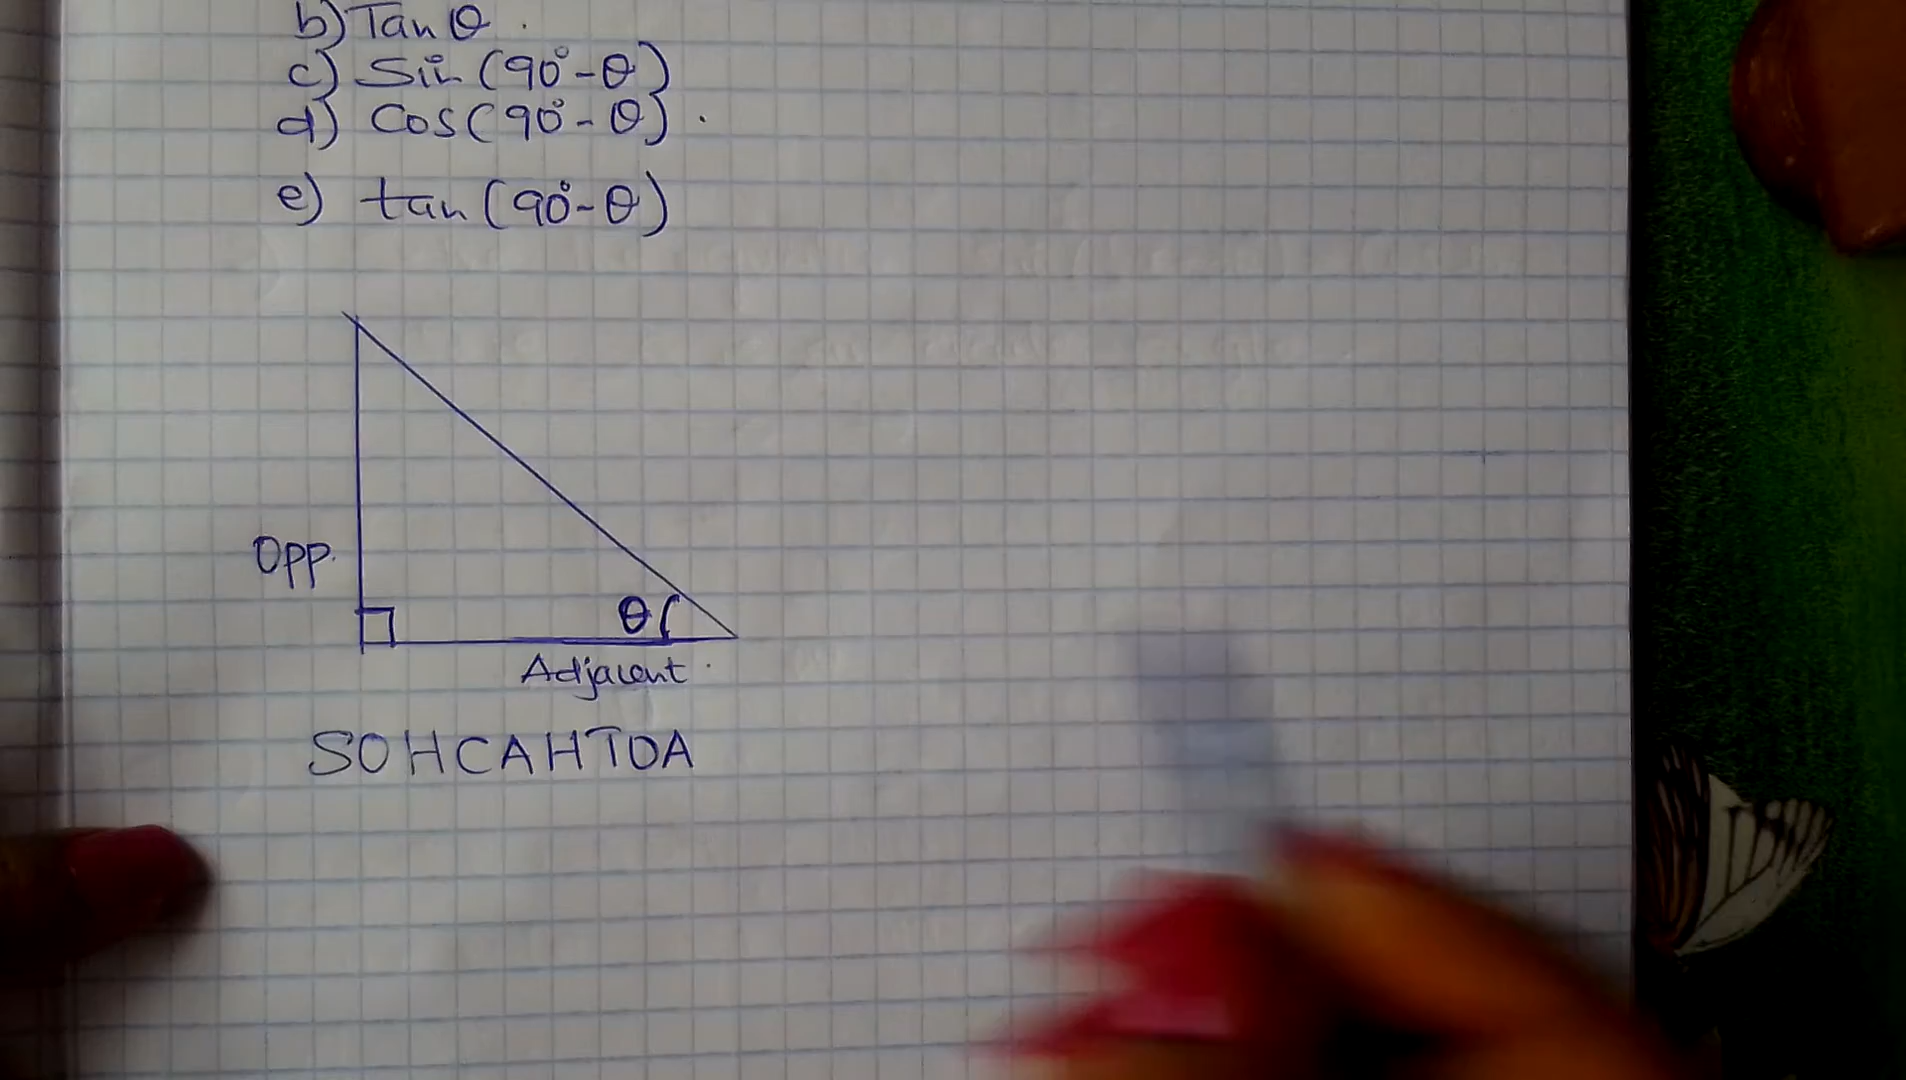 b) Tan θ.
c) Sin (90° - θ)
d) Cos (90° - θ).
e) tan (90° - θ)
Opp.
θ
Adjacent.
SOHCAHTOA